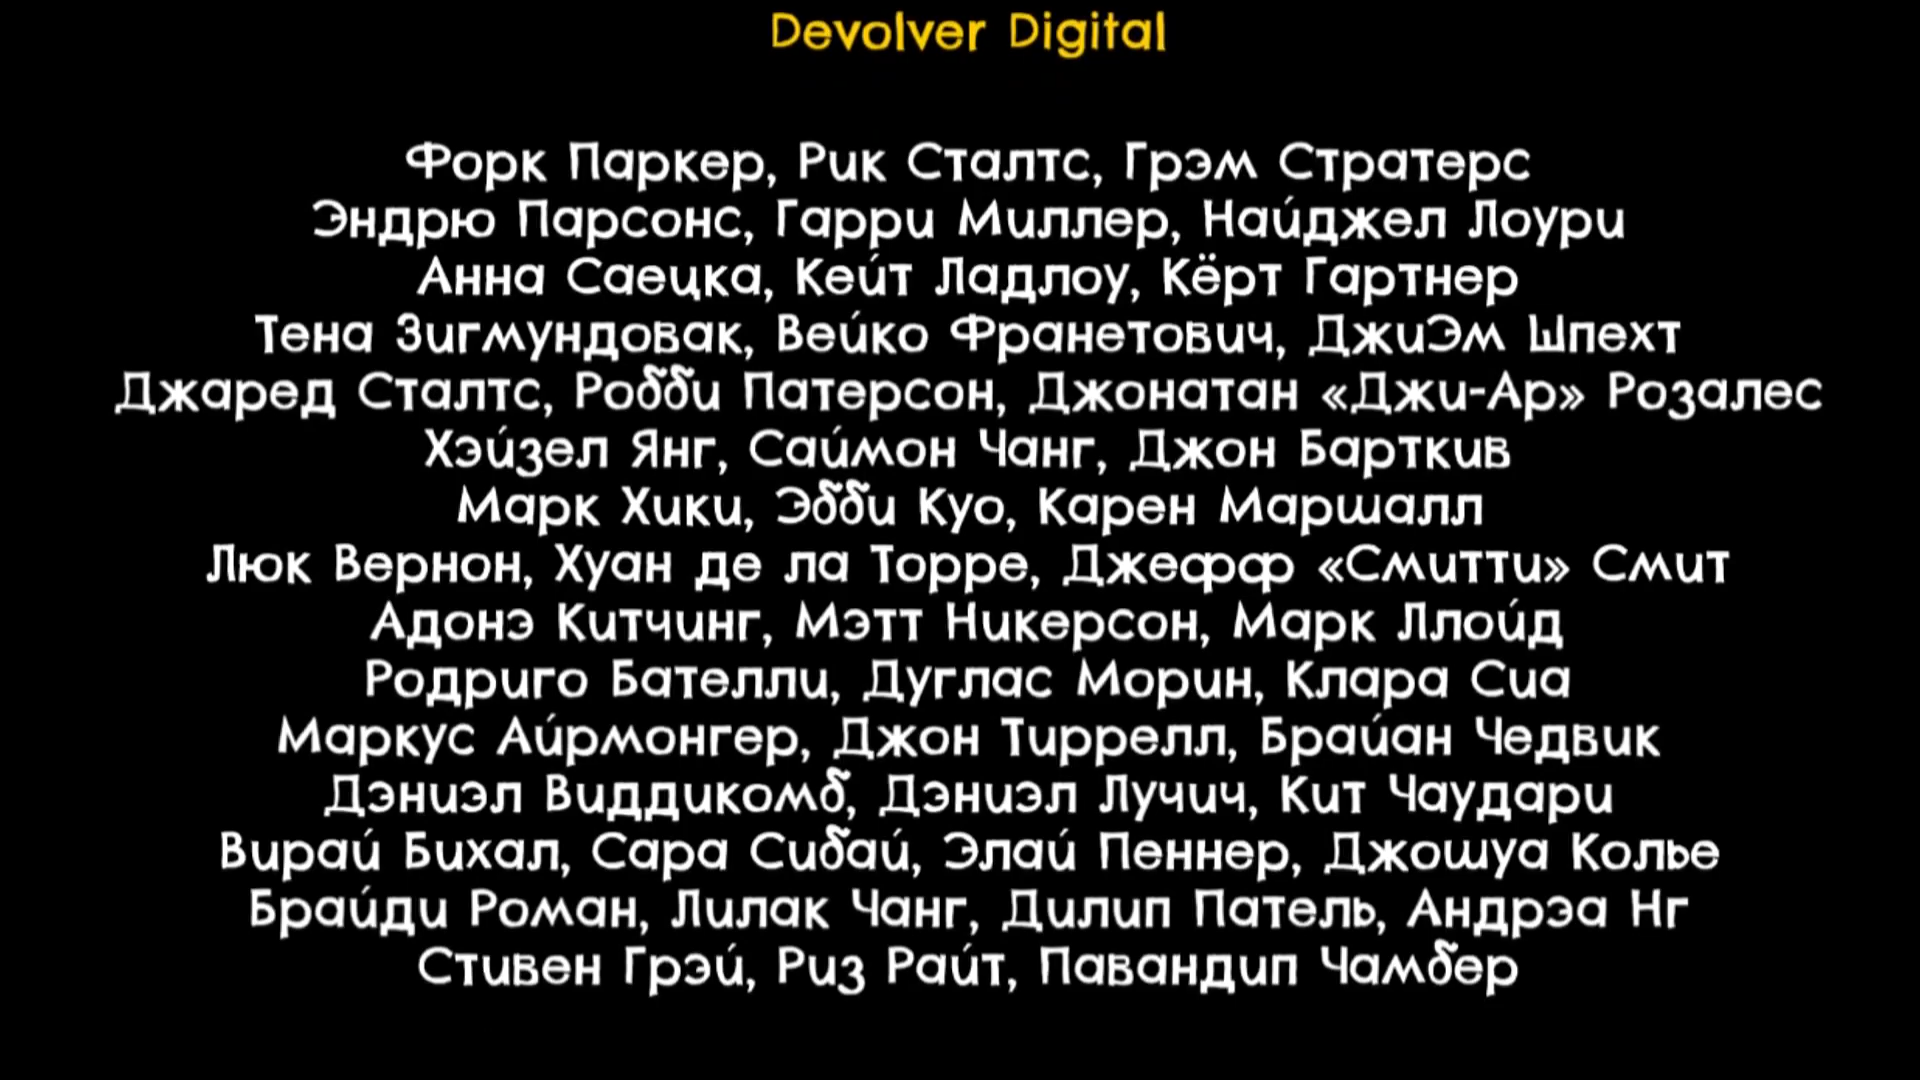 Devolver Digital
Форк Паркер, Рик Сталтс, Грэм Стратерс
Эндрю Парсонс, Гарри Миллер, Найджел Лоури
Анна Саецка, Кейт Ладлоу, Кёрт Гартнер
Тена Зигмундовак, Вейко Франетович, ДжиЭм Шпехт
Джаред Сталтс, Робби Патерсон, Джонатан «Джи-Ар» Розалес
Хэйзел Янг, Саймон Чанг, Джон Барткив
Марк Хики, Эбби Куо, Карен Маршалл
Люк Вернон, Хуан де ла Торре, Джефф «Смитти» Смит
Адонэ Китчинг, Мэтт Никерсон, Марк Ллойд
Родриго Бателли, Дуглас Морин, Клара Сиа
Маркус Айрмонгер, Джон Тиррелл, Брайан Чедвик
Дэниэл Виддикомб, Дэниэл Лучич, Кит Чаудари
Вирай Бихал, Сара Сибай, Элай Пеннер, Джошуа Колье
Брайди Роман, Лилак Чанг, Дилип Патель, Андрэа Нг
Стивен Грэй, Риз Райт, Павандип Чамбер